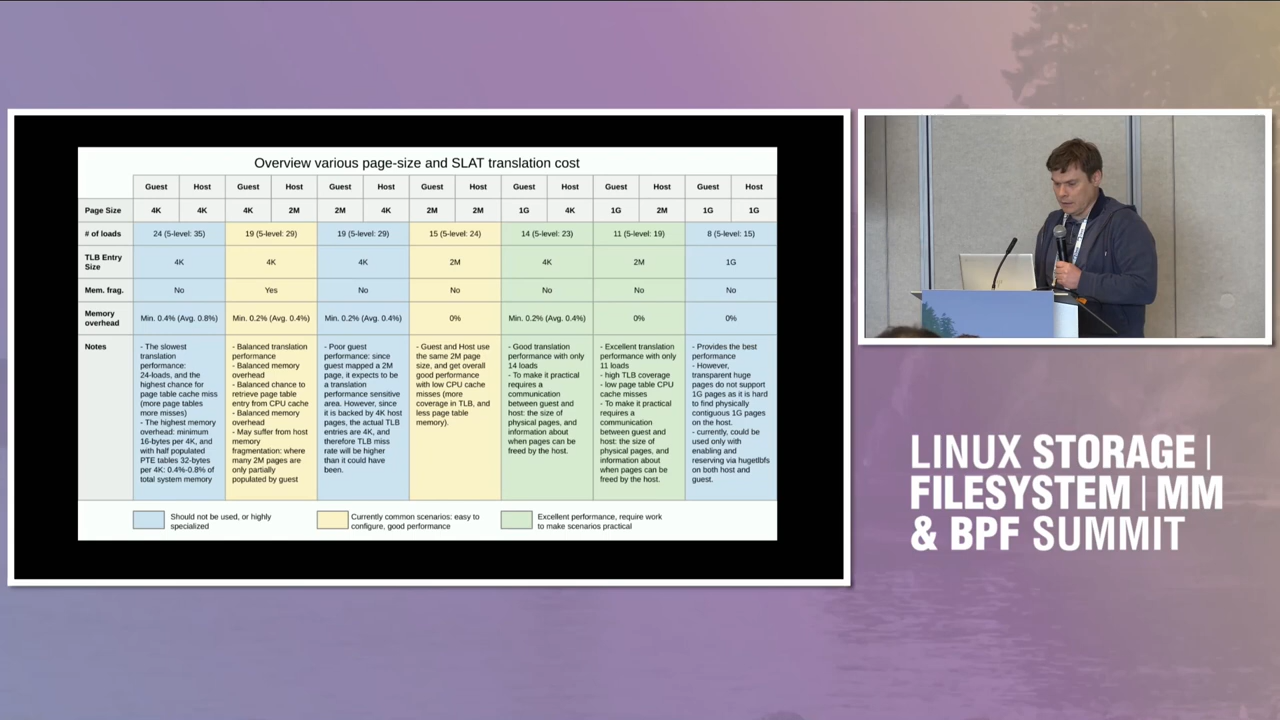 Overview various page-size and SLAT translation cost
Guest Host Guest Host Guest Host Guest Host Guest Host Guest Host Guest Host
Page Size 4K 4K 4K 2M 2M 4K 2M 2M 1G 4K 1G 2M 1G 1G
# of loads 24 (5-level: 35) 19 (5-level: 29) 19 (5-level: 29) 15 (5-level: 24) 14 (5-level: 23) 11 (5-level: 19) 8 (5-level: 15)
TLB Entry
Size
4K 4K 4K 2M 4K 2M 1G
Mem. frag. No Yes No No No No No
Memory
overhead
Min. 0.4% (Avg. 0.8%) Min. 0.2% (Avg. 0.4%) Min. 0.2% (Avg. 0.4%) 0% Min. 0.2% (Avg. 0.4%) 0% 0%
Notes
- The slowest
translation
performance:
24-loads, and the
highest chance for
page table cache miss
(more page tables
more misses)
- The highest memory
overhead: minimum
16-bytes per 4K, and
with half populated
PTE tables 32-bytes
per 4K: 0.4%-0.8% of
total system memory
- Balanced translation
performance
- Balanced memory
overhead
- Balanced chance to
retrieve page table
entry from CPU cache
- Balanced memory
overhead
- May suffer from host
memory
fragmentation: where
many 2M pages are
only partially
populated by guest
- Poor guest
performance: since
guest mapped a 2M
page, it expects to be
a translation
performance sensitive
area. However, since
it is backed by 4K host
pages, the actual TLB
entries are 4K, and
therefore TLB miss
rate will be higher
than it could have
been.
- Guest and Host use
the same 2M page
size, and get overall
good performance
with low CPU cache
misses (more
coverage in TLB, and
less page table
memory).
- Good translation
performance with only
14 loads
- To make it practical
requires a
communication
between guest and
host: the size of
physical pages, and
information about
when pages can be
freed by the host.
- Excellent translation
performance with only
11 loads
- high TLB coverage
- low page table CPU
cache misses
- To make it practical
requires a
communication
between guest and
host: the size of
physical pages, and
information about
when pages can be
freed by the host.
- Provides the best
performance
- However,
transparent huge
pages do not support
1G pages as it is hard
to find physically
contiguous 1G pages
on the host.
- currently, could be
used only with
enabling and
reserving via hugetlbfs
on both host and
guest.
Should not be used, or highly
specialized
Currently common scenarios: easy to
configure, good performance
Excellent performance, require work
to make scenarios practical
LINUX STORAGE |
FILESYSTEM | MM
& BPF SUMMIT